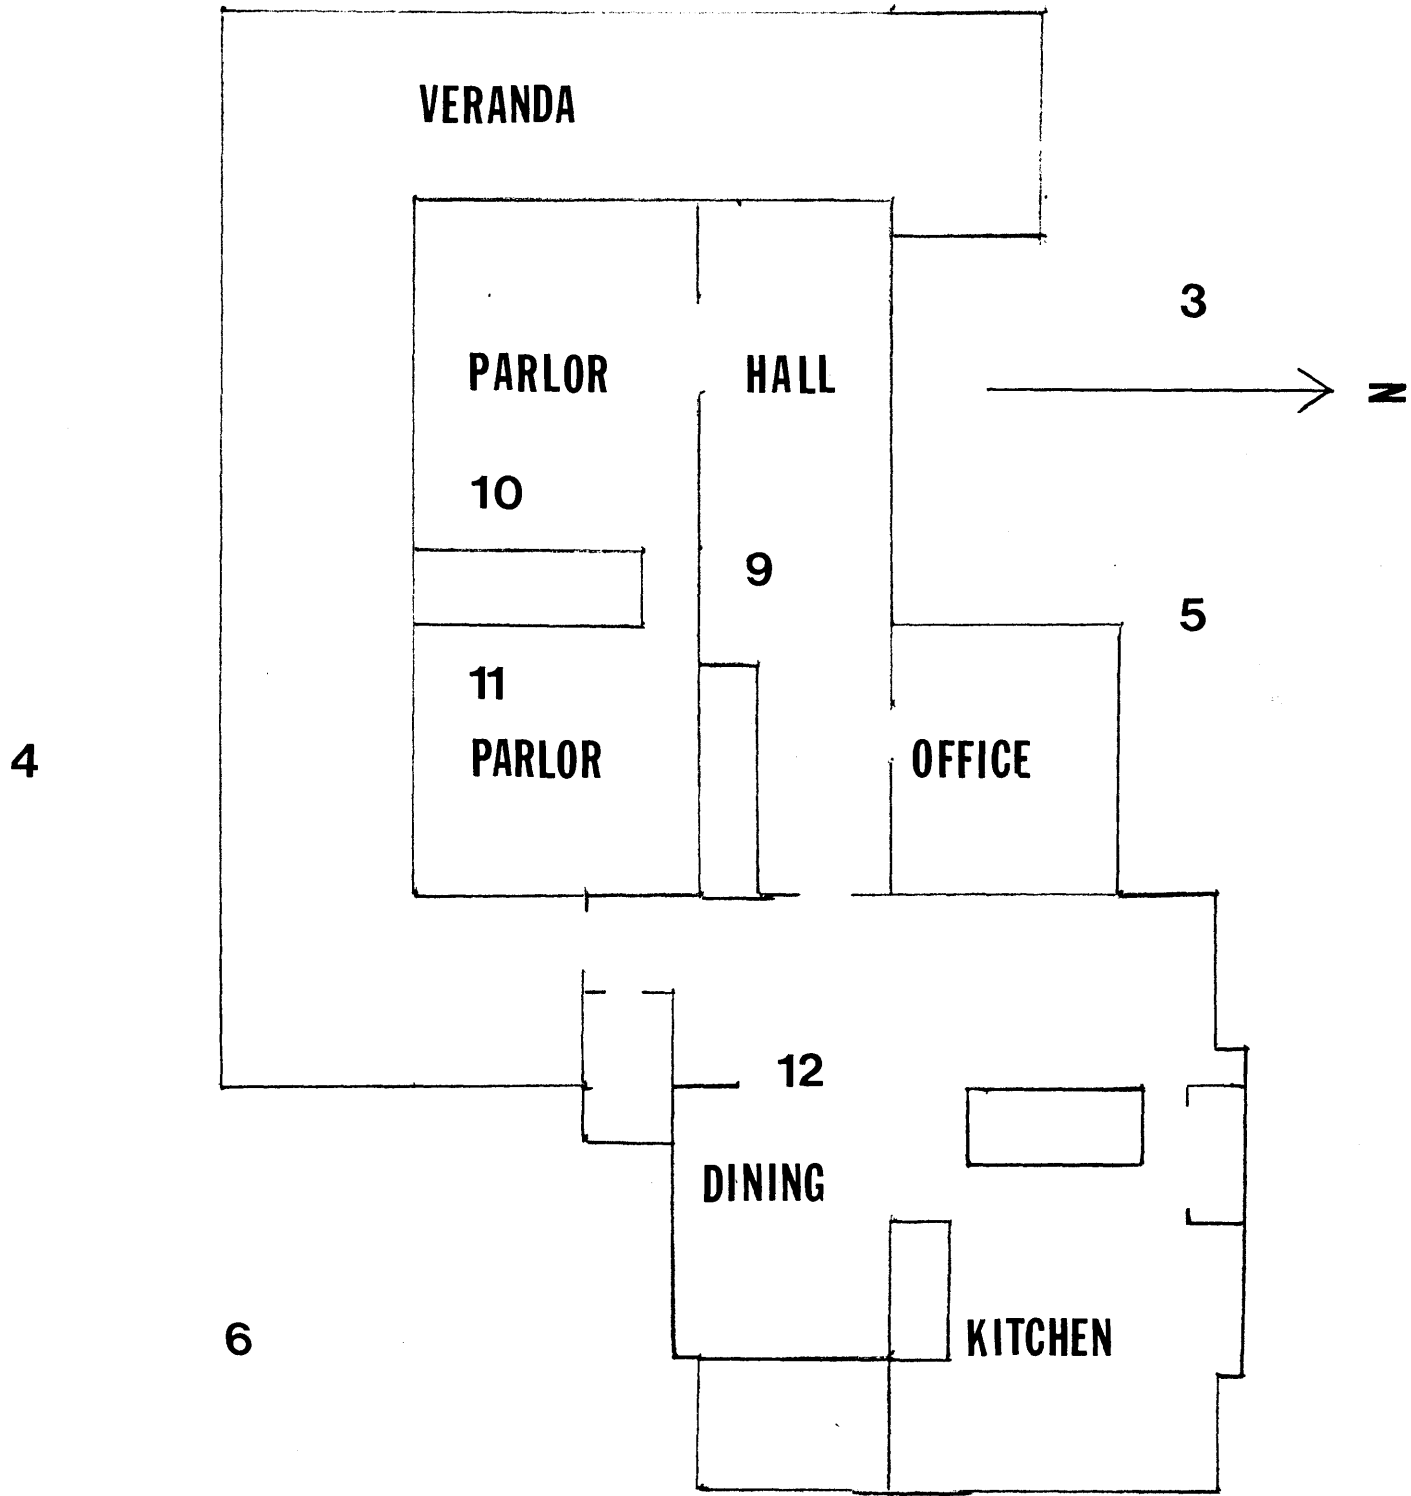 VERANDA
3
PARLOR HALL
N
10
9
5
11
4 PARLOR OFFICE
12
DINING
6 KITCHEN